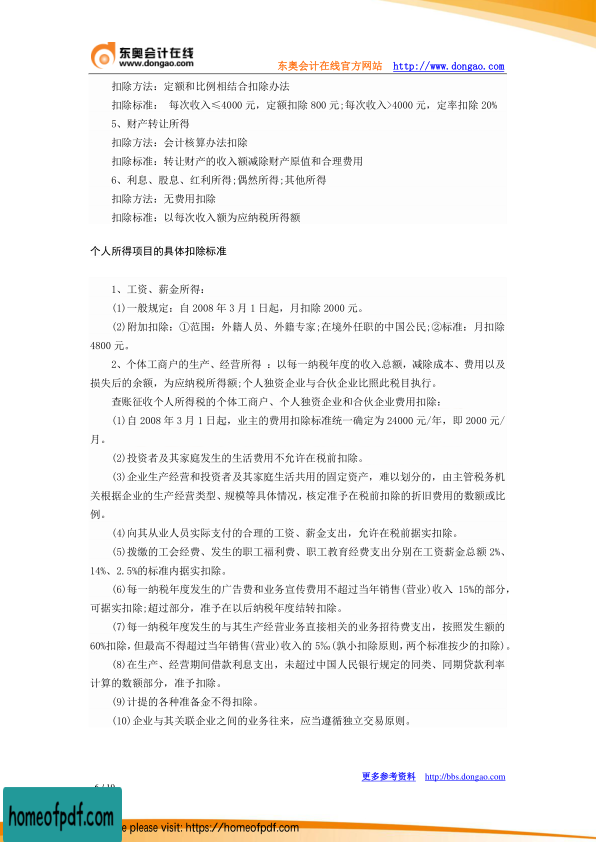 东奥会计在线
www.dongao.com
东奥会计在线官方网站 http://www.dongao.com
扣除方法：定额和比例相结合扣除办法
扣除标准： 每次收入≤4000 元，定额扣除 800 元;每次收入>4000 元，定率扣除 20%
5、财产转让所得
扣除方法：会计核算办法扣除
扣除标准：转让财产的收入额减除财产原值和合理费用
6、利息、股息、红利所得;偶然所得;其他所得
扣除方法：无费用扣除
扣除标准：以每次收入额为应纳税所得额
个人所得项目的具体扣除标准
1、工资、薪金所得：
(1)一般规定：自 2008 年 3 月 1 日起，月扣除 2000 元。
(2)附加扣除：①范围：外籍人员、外籍专家;在境外任职的中国公民;②标准：月扣除
4800 元。
2、个体工商户的生产、经营所得 ：以每一纳税年度的收入总额，减除成本、费用以及
损失后的余额，为应纳税所得额;个人独资企业与合伙企业比照此税目执行。
查账征收个人所得税的个体工商户、个人独资企业和合伙企业费用扣除：
(1)自 2008 年 3 月 1 日起，业主的费用扣除标准统一确定为 24000 元/年，即 2000 元/
月。
(2)投资者及其家庭发生的生活费用不允许在税前扣除。
(3)企业生产经营和投资者及其家庭生活共用的固定资产，难以划分的，由主管税务机
关根据企业的生产经营类型、规模等具体情况，核定准予在税前扣除的折旧费用的数额或比
例。
(4)向其从业人员实际支付的合理的工资、薪金支出，允许在税前据实扣除。
(5)拨缴的工会经费、发生的职工福利费、职工教育经费支出分别在工资薪金总额 2%、
14%、2.5%的标准内据实扣除。
(6)每一纳税年度发生的广告费和业务宣传费用不超过当年销售(营业)收入 15%的部分，
可据实扣除;超过部分，准予在以后纳税年度结转扣除。
(7)每一纳税年度发生的与其生产经营业务直接相关的业务招待费支出，按照发生额的
60%扣除，但最高不得超过当年销售(营业)收入的 5‰(孰小扣除原则，两个标准按少的扣除)。
(8)在生产、经营期间借款利息支出，未超过中国人民银行规定的同类、同期贷款利率
计算的数额部分，准予扣除。
(9)计提的各种准备金不得扣除。
(10)企业与其关联企业之间的业务往来，应当遵循独立交易原则。
更多参考资料 http://bbs.dongao.com
homeofpdf.com
please visit: https://homeofpdf.com